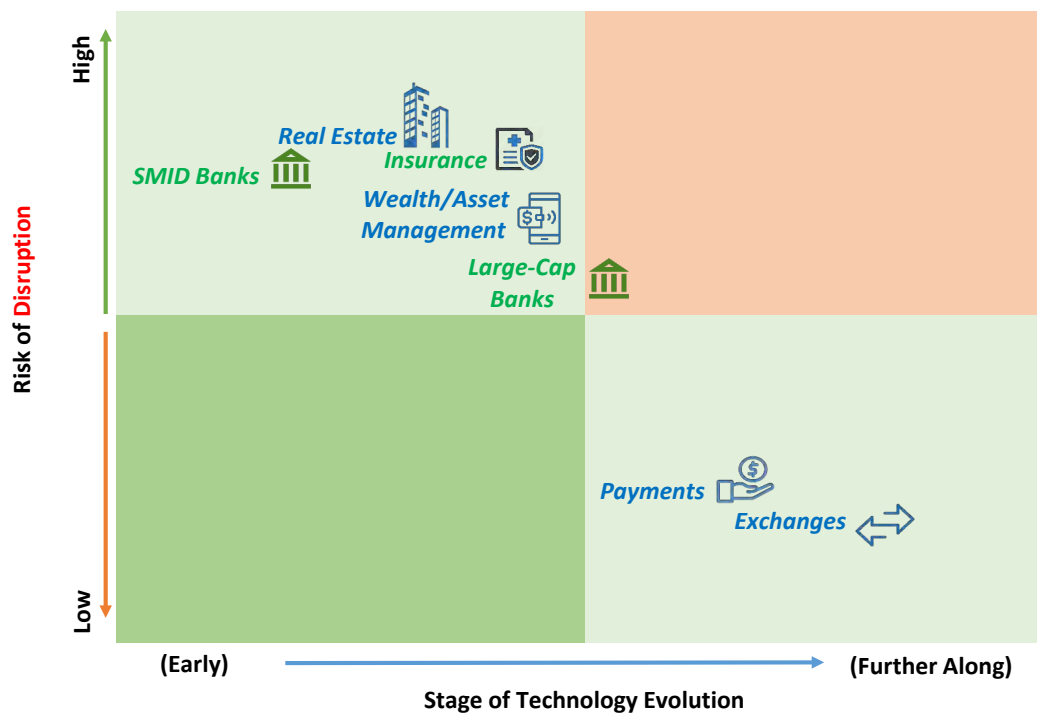 High
Real Estate
Insurance
SMID Banks
Wealth/Asset
Management
$
Large-Cap
Banks
Risk of Disruption
$
Payments
Exchanges
Low
(Early)
(Further Along)
Stage of Technology Evolution